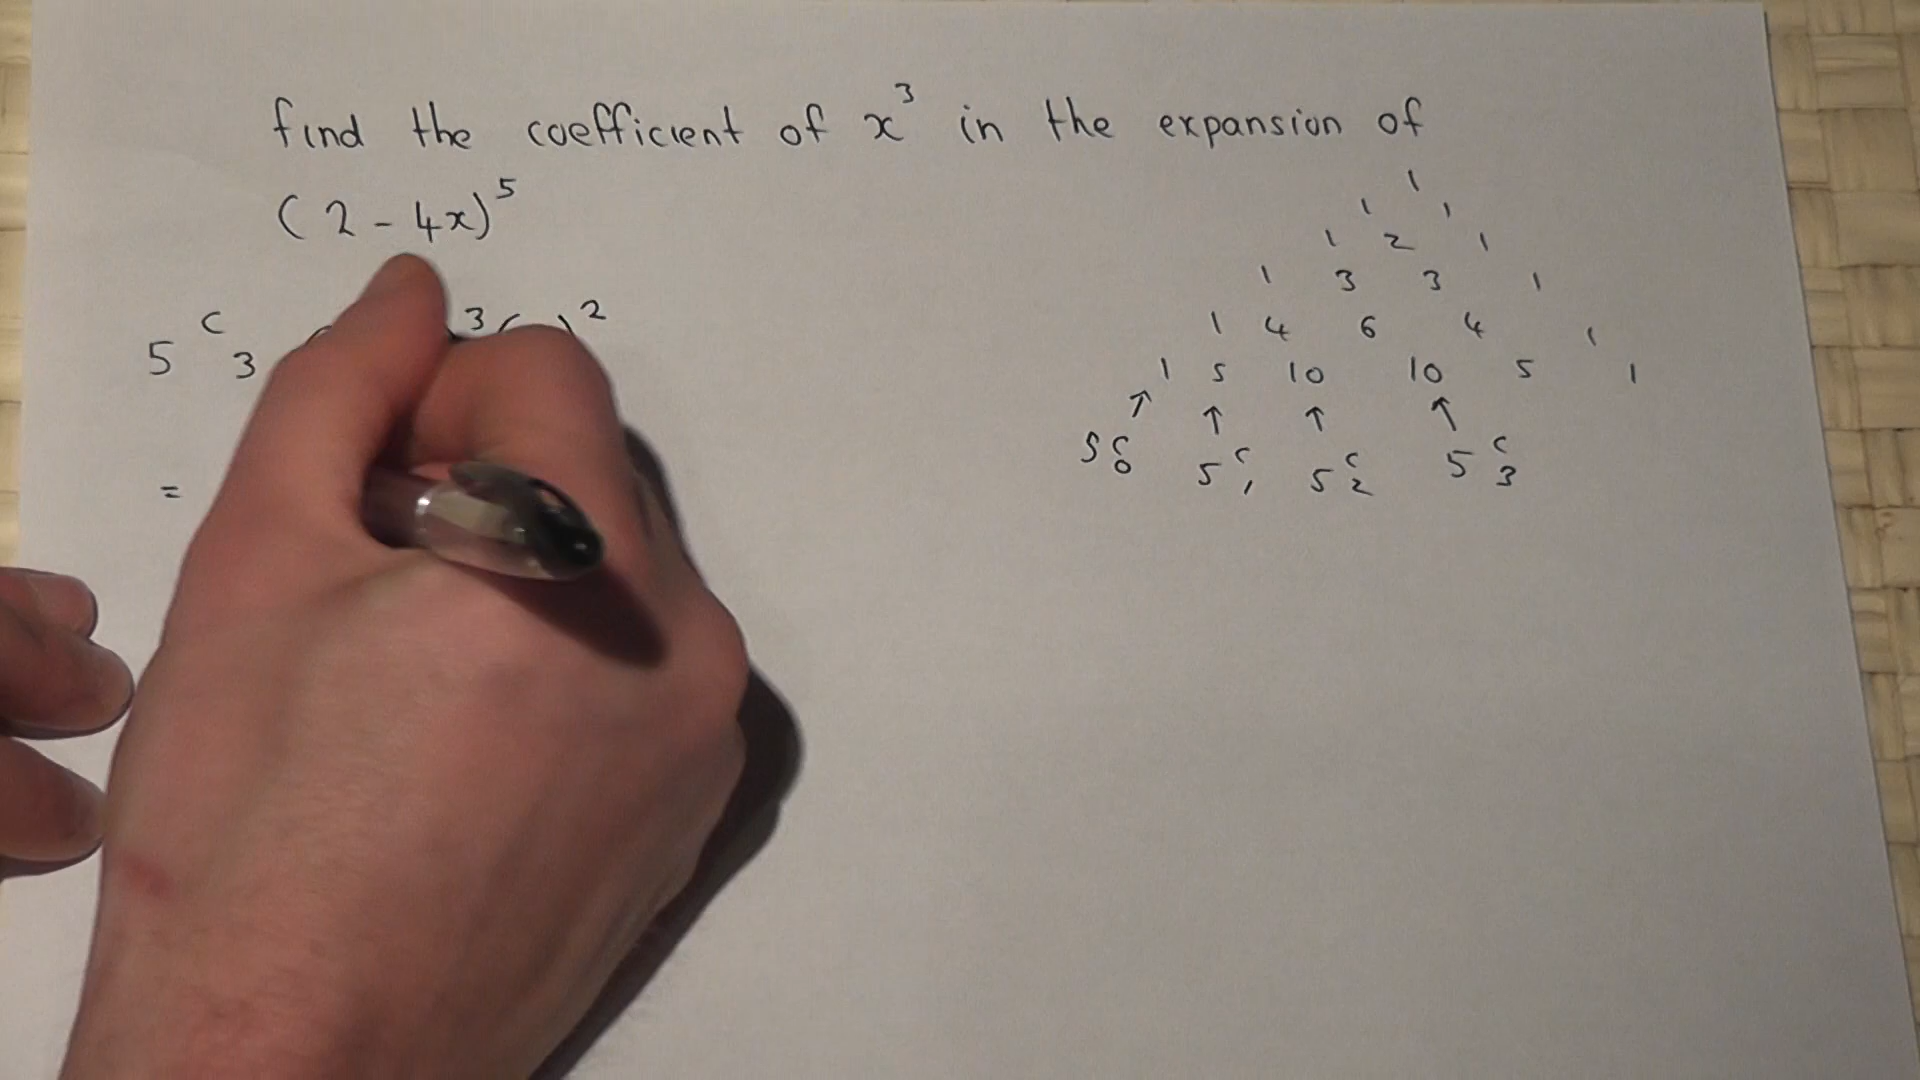 find the coefficient of x³ in the expansion of
(2 - 4x)⁵
1
1 1
1 2 1
1 3 3 1
1 4 6 4 1
1 5 10 10 5 1
↑ ↑ ↑ ↑
5C0 5C1 5C2 5C3
5C3 ( )³( )²
=